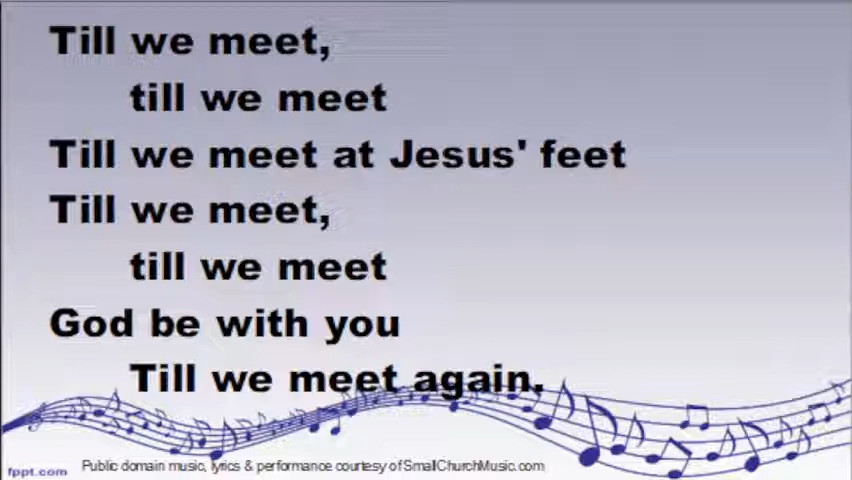 Till we meet,
till we meet
Till we meet at Jesus' feet
Till we meet,
till we meet
God be with you
Till we meet again.
fppt.com
Public domain music, lyrics & performance courtesy of SmallChurchMusic.com